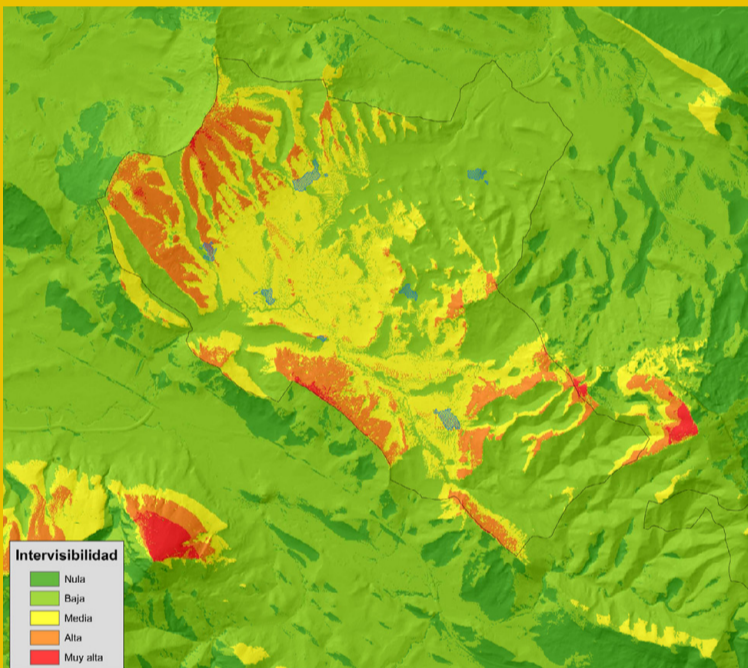 Intervisibilidad
Nula
Baja
Media
Alta
Muy alta